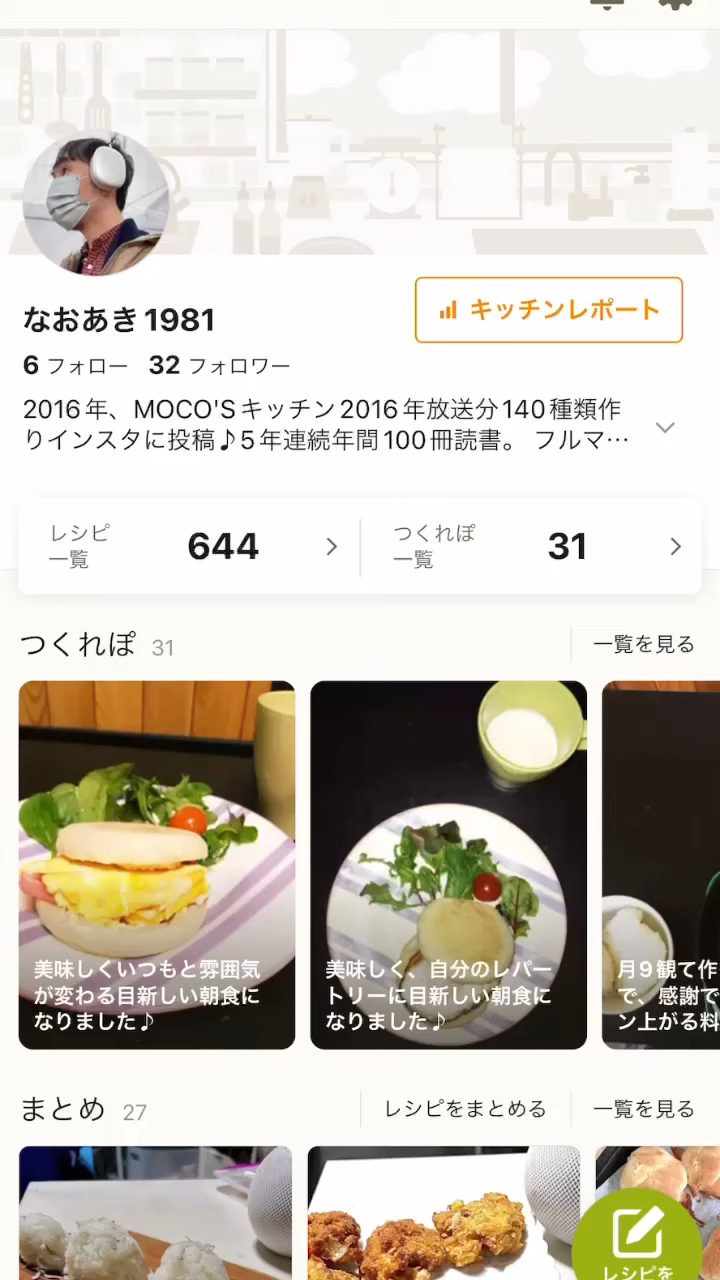 なおあき1981
キッチンレポート
6 フォロー 32 フォロワー
2016年、MOCO'Sキッチン2016年放送分140種類作
りインスタに投稿♪5年連続年間100冊読書。 フルマ…
レシピ
一覧
644
つくれぽ
一覧
31
つくれぽ 31
一覧を見る
美味しくいつもと雰囲気
が変わる目新しい朝食に
なりました♪
美味しく、自分のレパー
トリーに目新しい朝食に
なりました♪
月9観て作
で、感謝で
ン上がる料
まとめ 27
レシピをまとめる
一覧を見る
レシピを